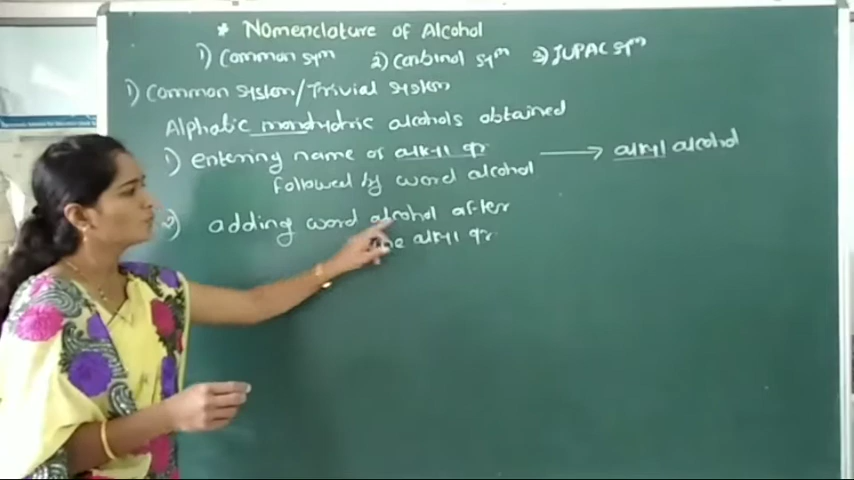 * Nomenclature of Alcohol
1) Common sym 2) Carbinol sym 3) IUPAC sym
1) Common System/Trivial system
Alphatic monohydric alcohols obtained
1) entering name of alkyl gr → alkyl alcohol
followed by word alcohol
2) adding word alcohol after
the alkyl gr